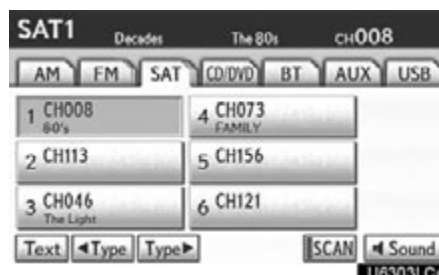 SAT1 Decades The 80s CH008
AM FM SAT CD/DVD BT AUX USB
1 CH008
80's
4 CH073
FAMILY
2 CH113
5 CH156
3 CH046
The Light
6 CH121
Text ◄Type Type► SCAN ◄ Sound
U6303LC